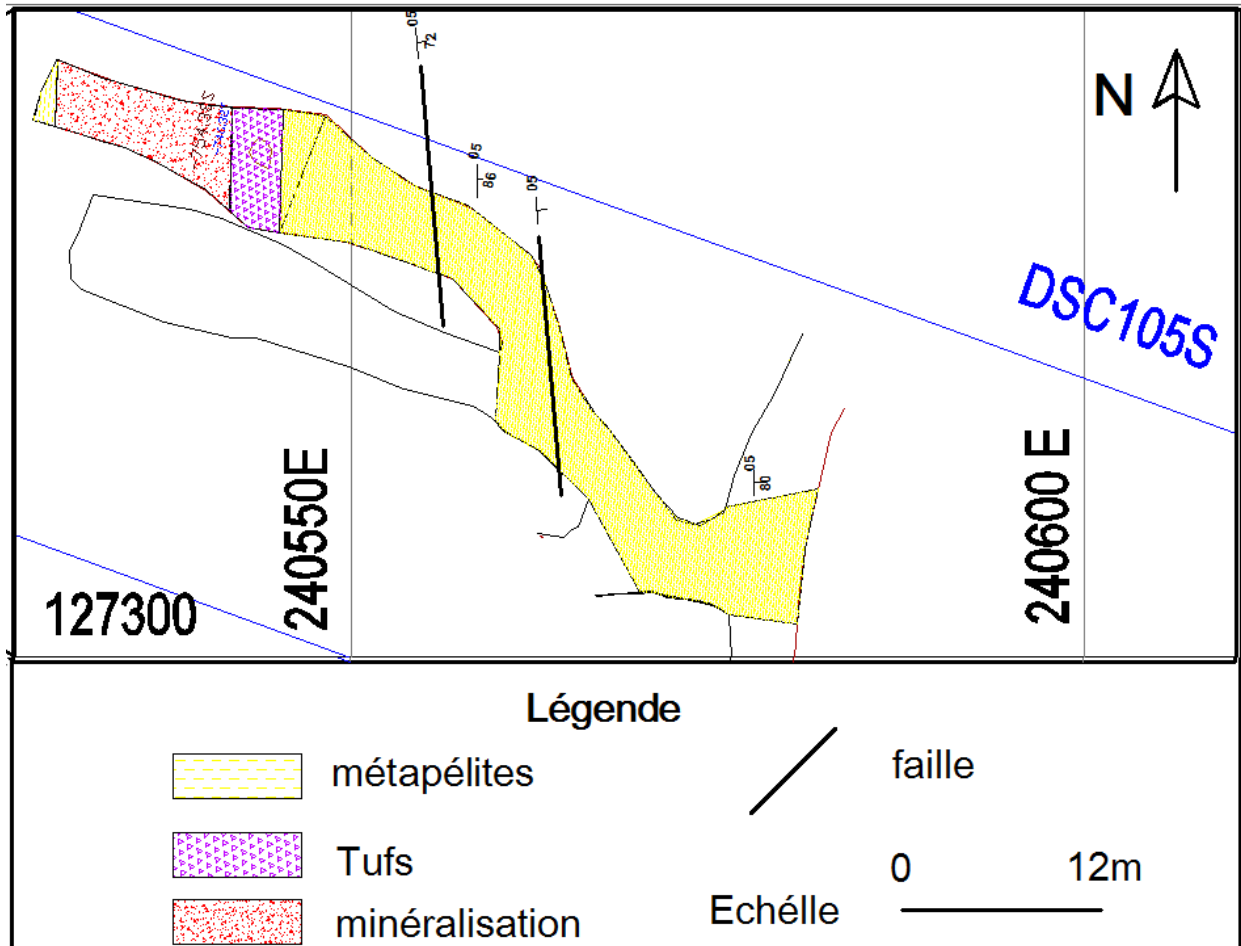 05
72
N
05
86
05
DSC105S
05
80
240550E
240600 E
127300
Légende
métapélites
faille
Tufs
0 12m
minéralisation
Echélle